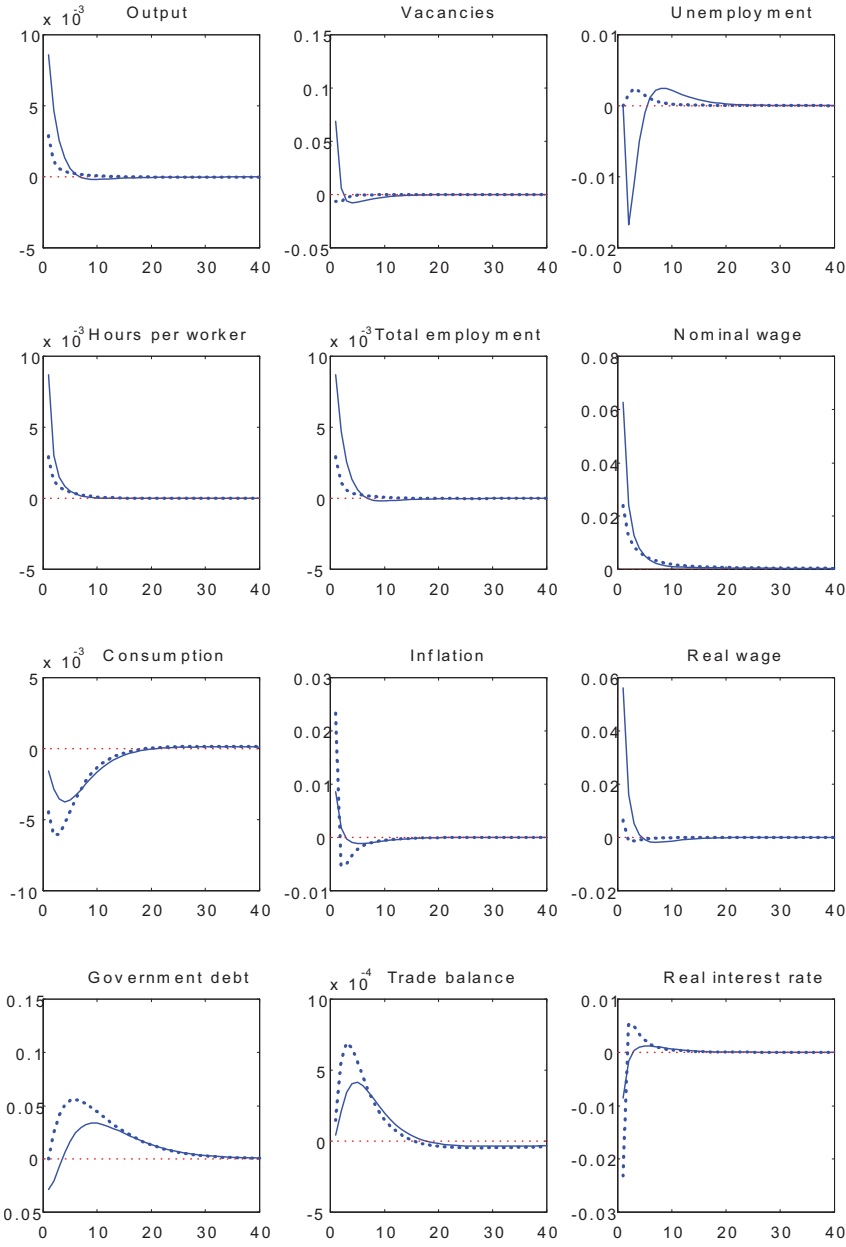 Output Vacancies Unemployment
x 10^-3
10 0.15 0.01
0.1
5 0 
0.05
0 -0.01
0
-5 -0.05 -0.02
0 10 20 30 40 0 10 20 30 40 0 10 20 30 40
x 10^-3 Hours per worker x 10^-3 Total employment Nominal wage
10 10 0.08
0.06
5 5
0.04
0 0 0.02
-5 -5 0
0 10 20 30 40 0 10 20 30 40 0 10 20 30 40
x 10^-3 Consumption Inflation Real wage
5 0.03 0.06
0.02 0.04
0
0.01 0.02
-5
0 0
-10 -0.01 -0.02
0 10 20 30 40 0 10 20 30 40 0 10 20 30 40
Government debt x 10^-4 Trade balance Real interest rate
0.15 10 0.01
0.1 0
5
0.05 -0.01
0
0 -0.02
0.05 -5 -0.03
0 10 20 30 40 0 10 20 30 40 0 10 20 30 40